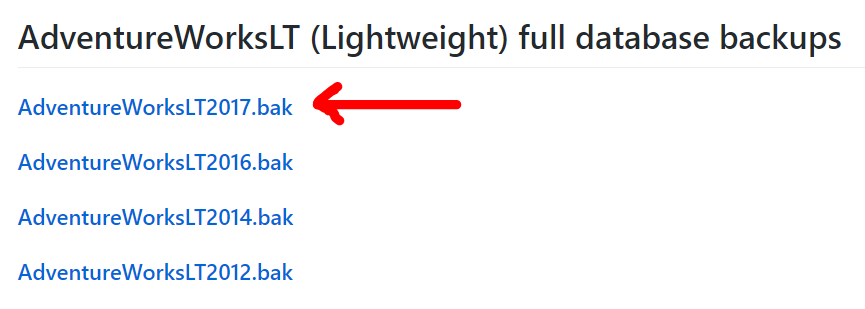 AdventureWorksLT (Lightweight) full database backups
AdventureWorksLT2017.bak
AdventureWorksLT2016.bak
AdventureWorksLT2014.bak
AdventureWorksLT2012.bak